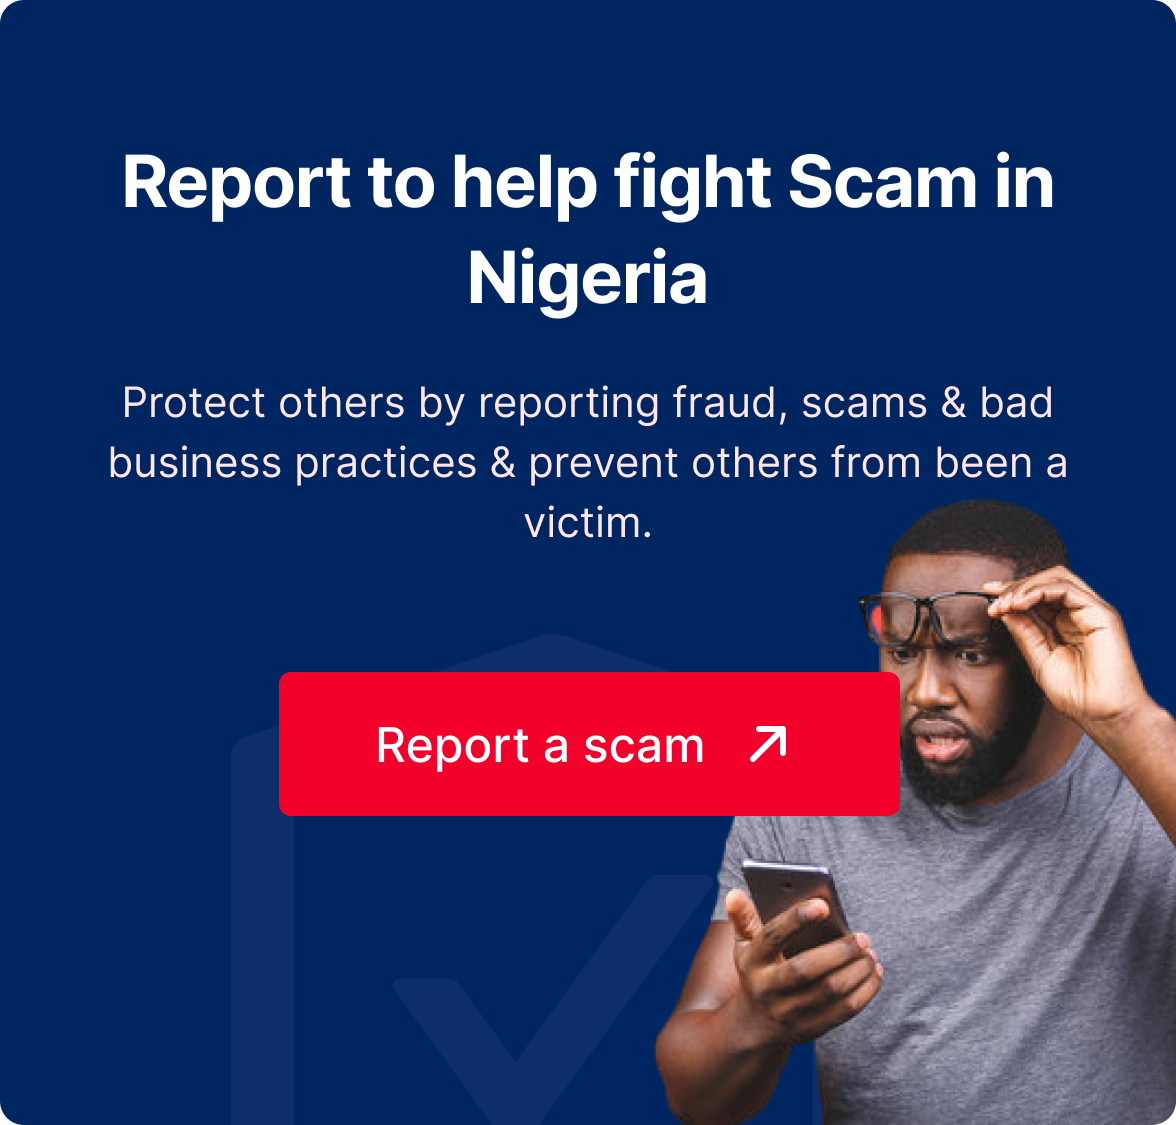 Report to help fight Scam in
Nigeria
Protect others by reporting fraud, scams & bad
business practices & prevent others from been a
victim.
Report a scam